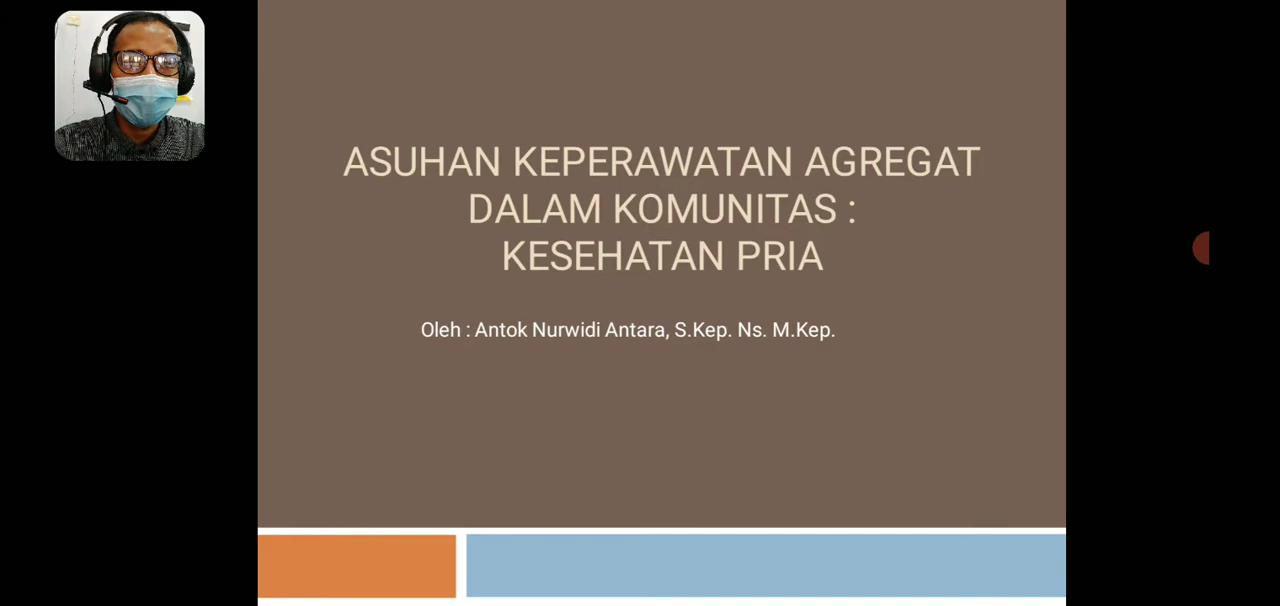 ASUHAN KEPERAWATAN AGREGAT
DALAM KOMUNITAS :
KESEHATAN PRIA
Oleh : Antok Nurwidi Antara, S.Kep. Ns. M.Kep.